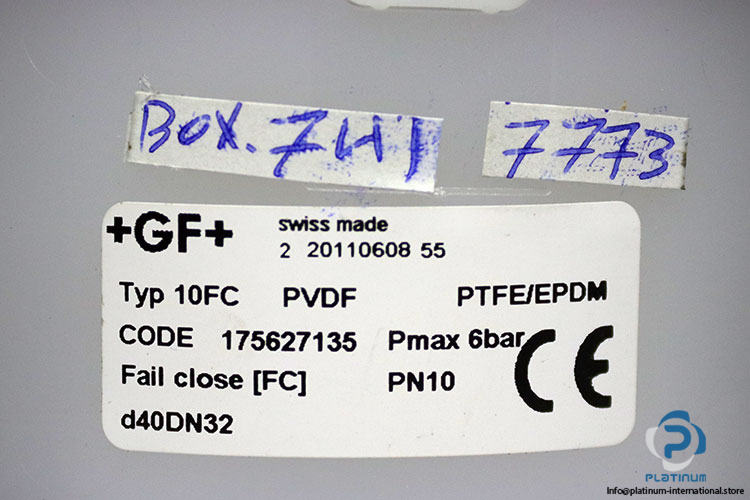 BOX. 7411 7773
+GF+ swiss made
2 20110608 55
Typ 10FC PVDF PTFE/EPDM
CODE 175627135 Pmax 6bar CE
Fail close [FC] PN10
d40DN32
PLATINUM
Info@platinum-international.store